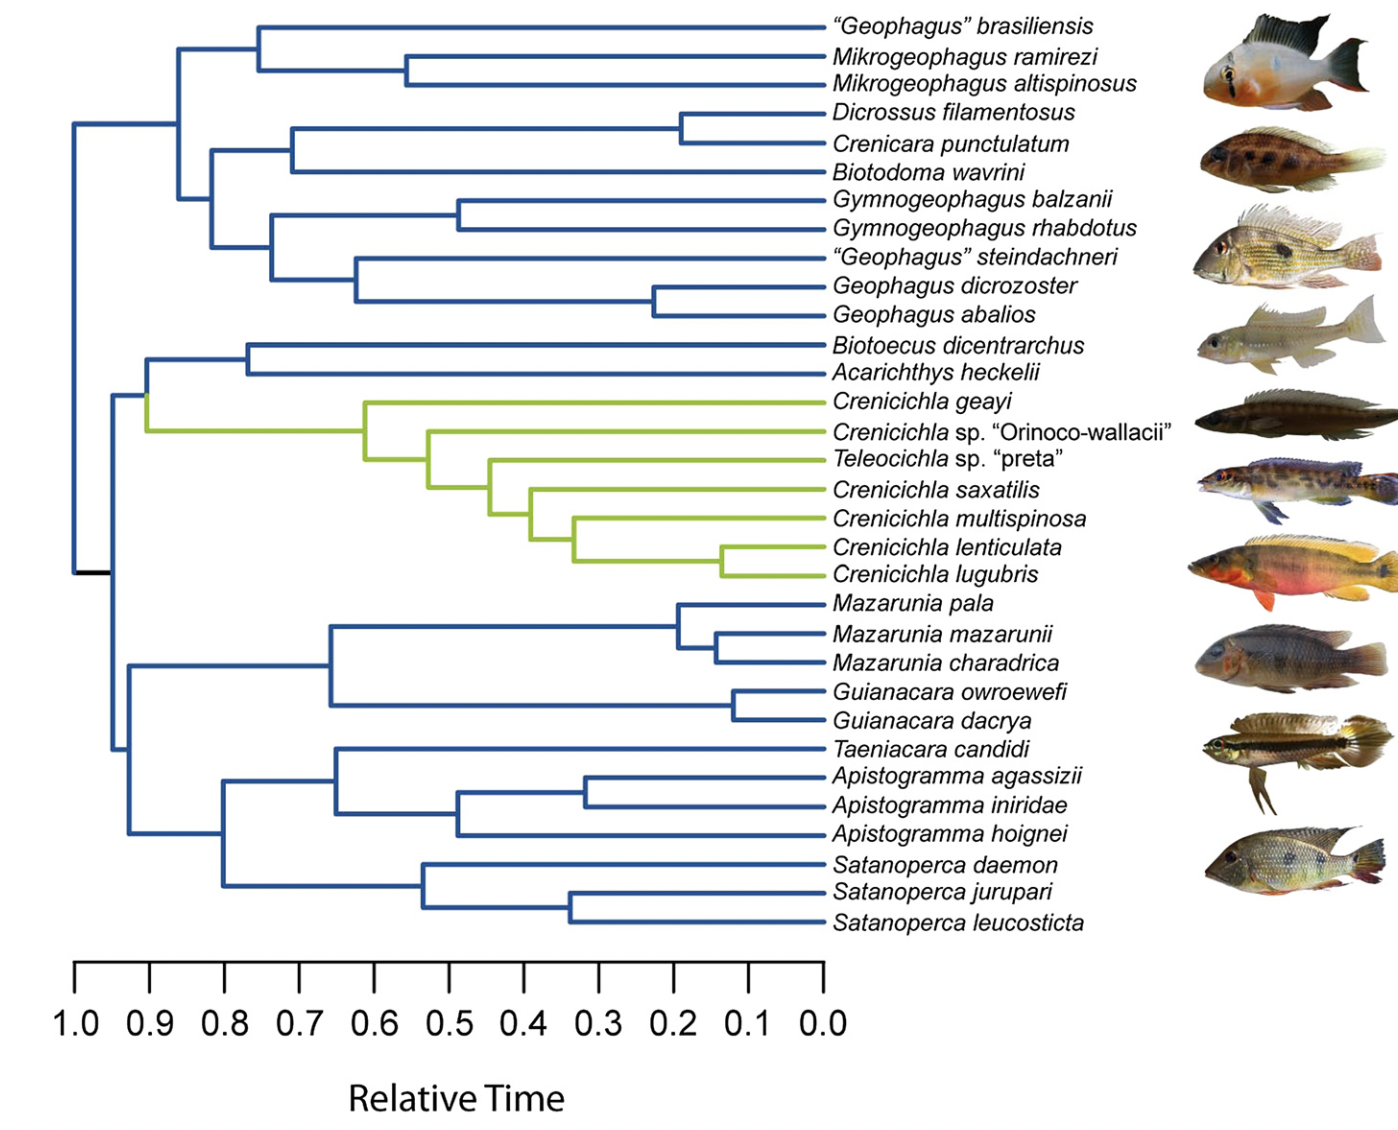 “Geophagus” brasiliensis
Mikrogeophagus ramirezi
Mikrogeophagus altispinosus
Dicrossus filamentosus
Crenicara punctulatum
Biotodoma wavrini
Gymnogeophagus balzanii
Gymnogeophagus rhabdotus
“Geophagus” steindachneri
Geophagus dicrozoster
Geophagus abalios
Biotoecus dicentrarchus
Acarichthys heckelii
Crenicichla geayi
Crenicichla sp. “Orinoco-wallacii”
Teleocichla sp. “preta”
Crenicichla saxatilis
Crenicichla multispinosa
Crenicichla lenticulata
Crenicichla lugubris
Mazarunia pala
Mazarunia mazarunii
Mazarunia charadrica
Guianacara owroewefi
Guianacara dacrya
Taeniacara candidi
Apistogramma agassizii
Apistogramma iniridae
Apistogramma hoignei
Satanoperca daemon
Satanoperca jurupari
Satanoperca leucosticta
1.0 0.9 0.8 0.7 0.6 0.5 0.4 0.3 0.2 0.1 0.0
Relative Time